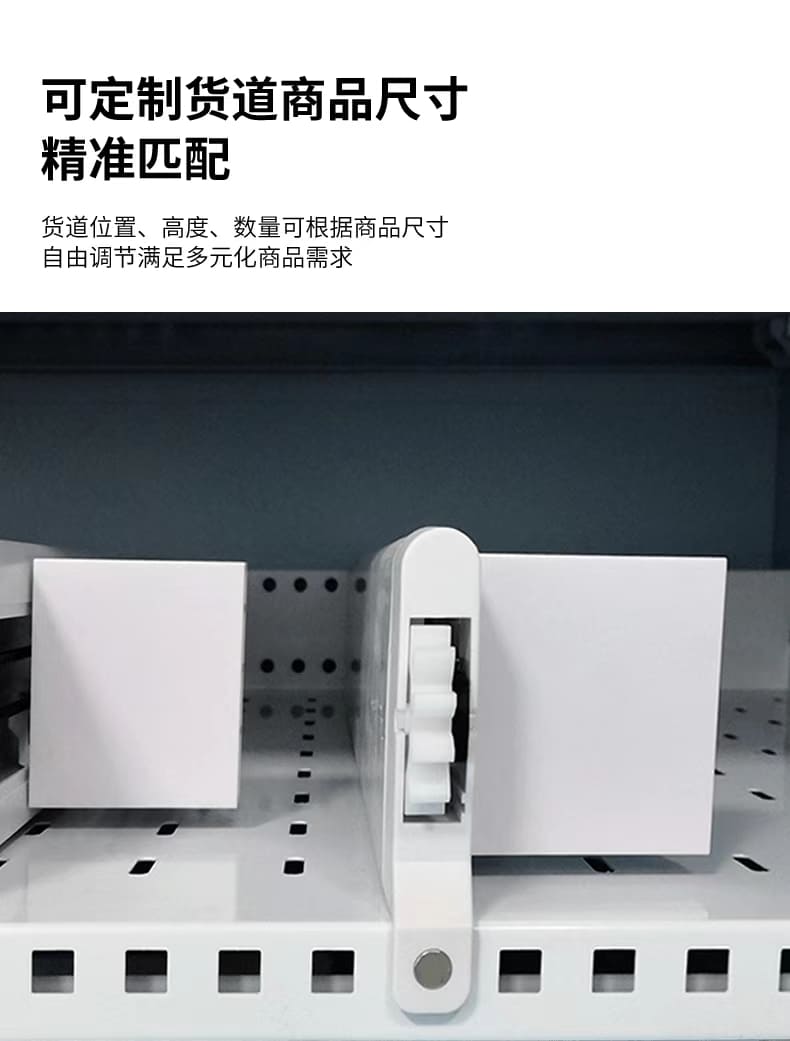 可定制货道商品尺寸
精准匹配
货道位置、高度、数量可根据商品尺寸
自由调节满足多元化商品需求